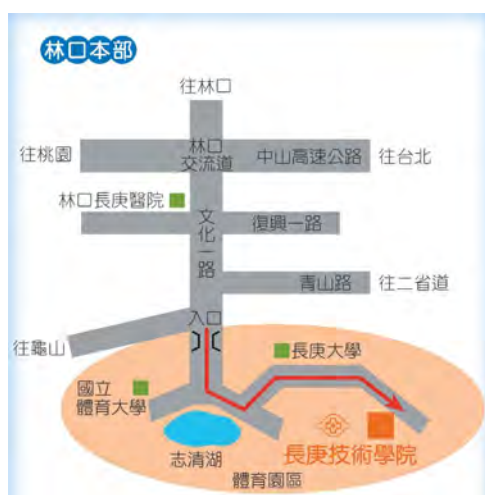 林口本部
往林口
往桃園
林口
交流道
中山高速公路
往台北
林口長庚醫院
文化一路
復興一路
青山路
往二省道
入口
往龜山
長庚大學
國立
體育大學
志清湖
長庚技術學院
體育園區